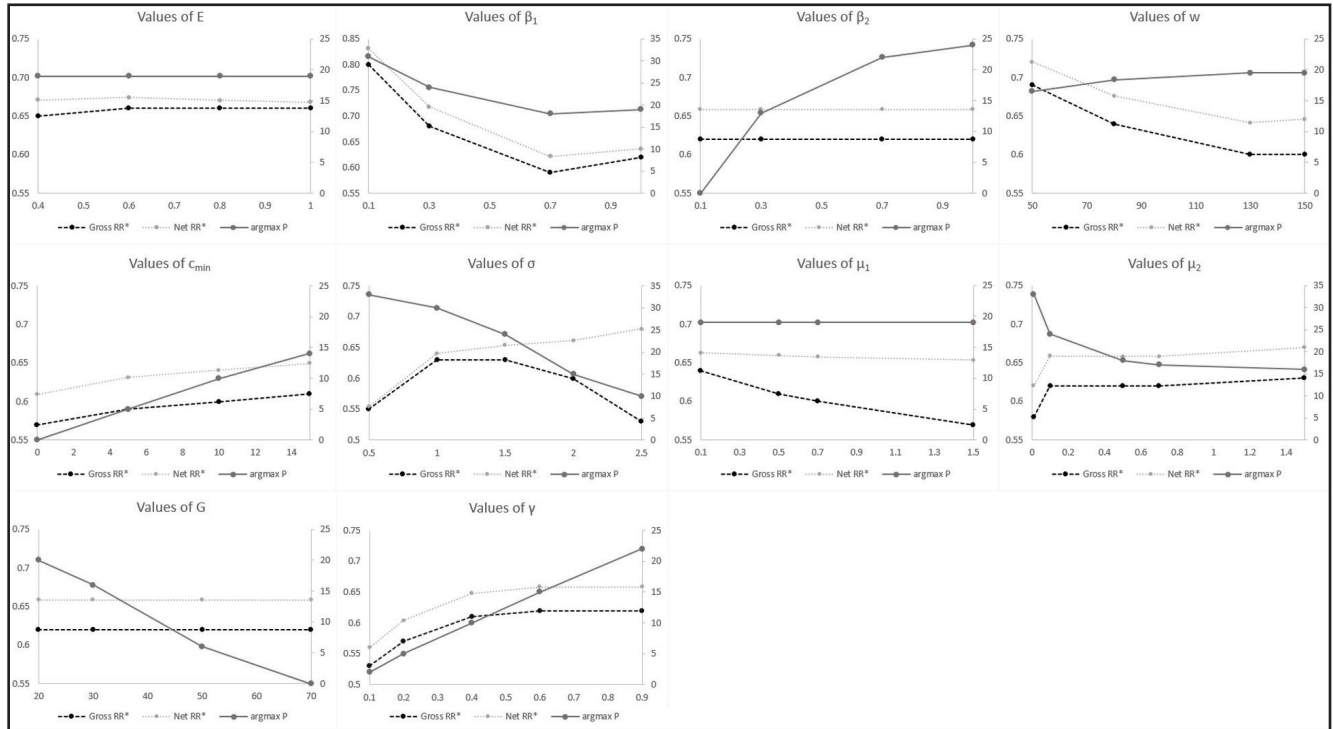 Values of E
0.75 25
0.7 20
0.65 15
0.6 10
5
0.55 0
0.4 0.5 0.6 0.7 0.8 0.9 1
Gross RR* Net RR* argmax P
Values of β1
0.85 35
0.80 30
0.75 25
0.70 20
0.65 15
0.60 10
5
0.55 0
0.1 0.3 0.5 0.7 0.9
Gross RR* Net RR* argmax P
Values of β2
0.75 25
0.7 20
0.65 15
0.6 10
5
0.55 0
0.1 0.3 0.5 0.7 0.9
Gross RR* Net RR* argmax P
Values of w
0.75 25
0.7 20
0.65 15
0.6 10
5
0.55 0
50 70 90 110 130 150
Gross RR* Net RR* argmax P
Values of cmin
0.75 25
0.7 20
0.65 15
0.6 10
5
0.55 0
0 2 4 6 8 10 12 14
Gross RR* Net RR* argmax P
Values of σ
0.75 35
0.7 30
0.65 25
20
0.6 15
0.55 10
5
0.5 0
0.5 1 1.5 2 2.5
Gross RR* Net RR* argmax P
Values of μ1
0.75 25
0.7 20
0.65 15
0.6 10
5
0.55 0
0.1 0.3 0.5 0.7 0.9 1.1 1.3 1.5
Gross RR* Net RR* argmax P
Values of μ2
0.75 35
0.7 30
25
0.65 20
15
0.6 10
5
0.55 0
0 0.2 0.4 0.6 0.8 1 1.2 1.4
Gross RR* Net RR* argmax P
Values of G
0.75 25
0.7 20
0.65 15
0.6 10
5
0.55 0
20 30 40 50 60 70
Gross RR* Net RR* argmax P
Values of γ
0.75 25
0.7 20
0.65 15
0.6 10
0.55 5
0.5 0
0.1 0.2 0.3 0.4 0.5 0.6 0.7 0.8 0.9
Gross RR* Net RR* argmax P